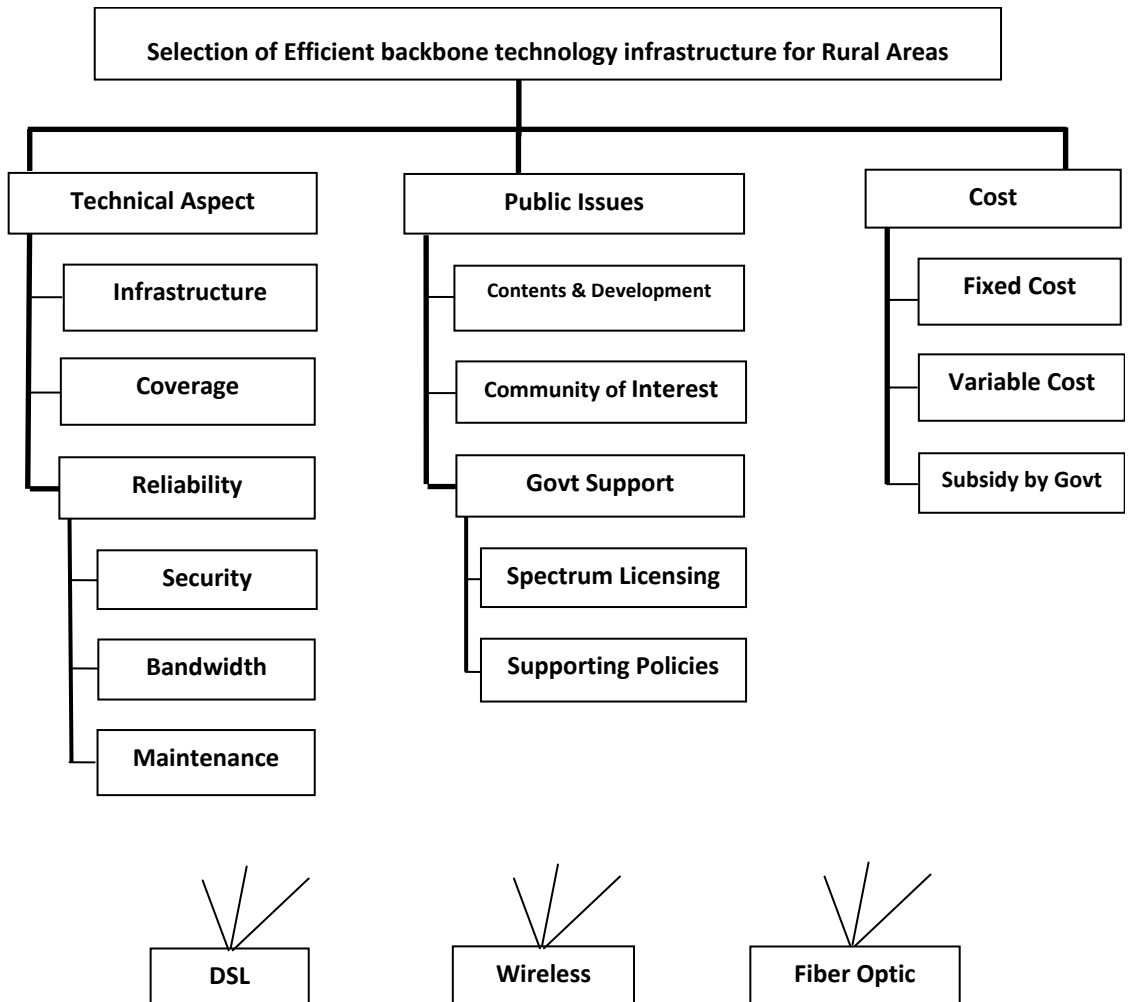 Selection of Efficient backbone technology infrastructure for Rural Areas
Technical Aspect
Infrastructure
Coverage
Reliability
Security
Bandwidth
Maintenance
Public Issues
Contents & Development
Community of Interest
Govt Support
Spectrum Licensing
Supporting Policies
Cost
Fixed Cost
Variable Cost
Subsidy by Govt
DSL
Wireless
Fiber Optic